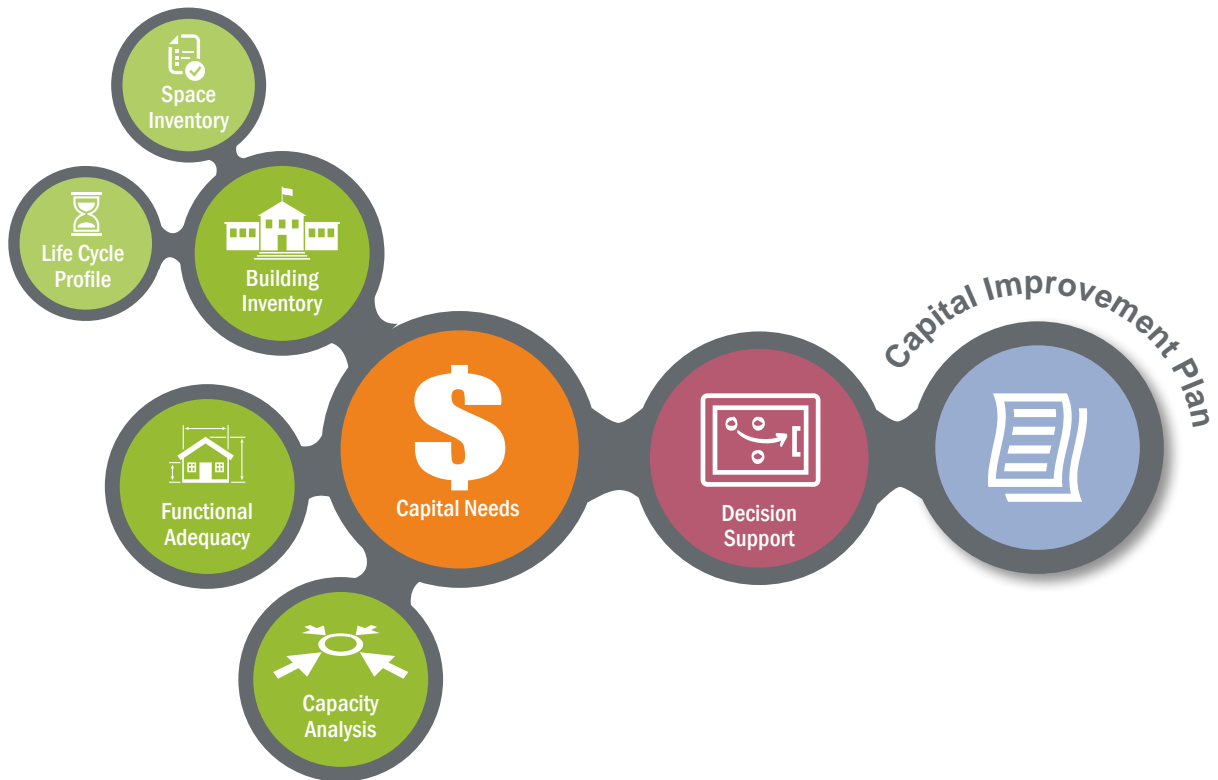 Space
Inventory
Life Cycle
Profile
Building
Inventory
Functional
Adequacy
Capacity
Analysis
Capital Needs
Decision
Support
Capital Improvement Plan